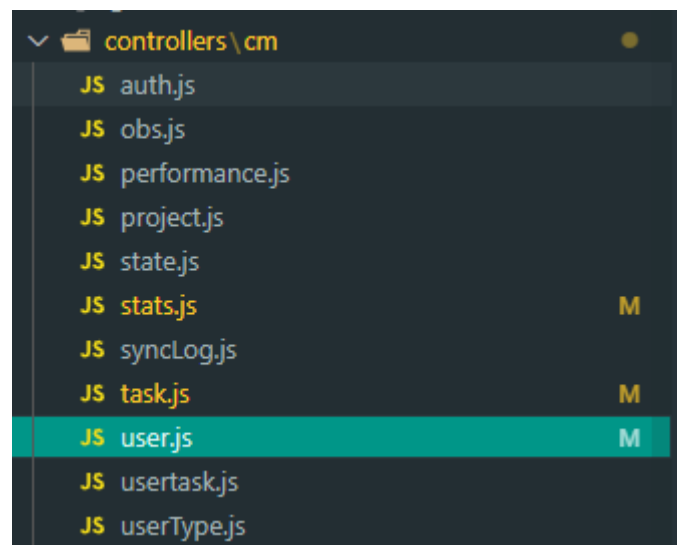 controllers\cm
JS auth.js
JS obs.js
JS performance.js
JS project.js
JS state.js
JS stats.js M
JS syncLog.js
JS task.js M
JS user.js M
JS usertask.js
JS userType.js